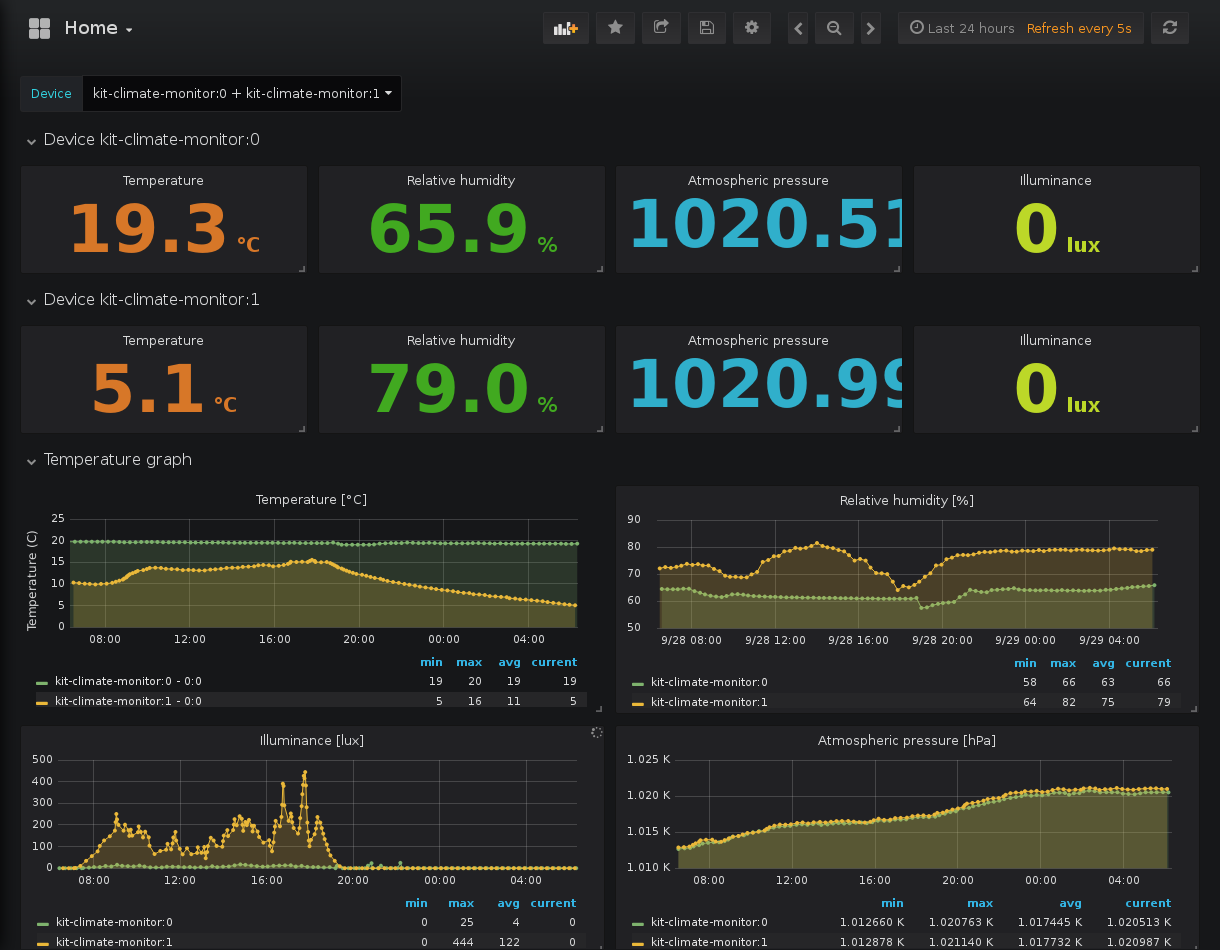 Home
Last 24 hours Refresh every 5s
Device kit-climate-monitor:0 + kit-climate-monitor:1
Device kit-climate-monitor:0
Temperature Relative humidity Atmospheric pressure Illuminance
19.3 °C 65.9 % 1020.51 0 lux
Device kit-climate-monitor:1
Temperature Relative humidity Atmospheric pressure Illuminance
5.1 °C 79.0 % 1020.99 0 lux
Temperature graph
Temperature [°C]
Temperature (C)
25
20
15
10
5
0
08:00 12:00 16:00 20:00 00:00 04:00
min max avg current
kit-climate-monitor:0 - 0:0 19 20 19 19
kit-climate-monitor:1 - 0:0 5 16 11 5
Relative humidity [%]
90
80
70
60
50
9/28 08:00 9/28 12:00 9/28 16:00 9/28 20:00 9/29 00:00 9/29 04:00
min max avg current
kit-climate-monitor:0 58 66 63 66
kit-climate-monitor:1 64 82 75 79
Illuminance [lux]
500
400
300
200
100
0
08:00 12:00 16:00 20:00 00:00 04:00
min max avg current
kit-climate-monitor:0 0 25 4 0
kit-climate-monitor:1 0 444 122 0
Atmospheric pressure [hPa]
1.025 K
1.020 K
1.015 K
1.010 K
08:00 12:00 16:00 20:00 00:00 04:00
min max avg current
kit-climate-monitor:0 1.012660 K 1.020763 K 1.017445 K 1.020513 K
kit-climate-monitor:1 1.012878 K 1.021140 K 1.017732 K 1.020987 K